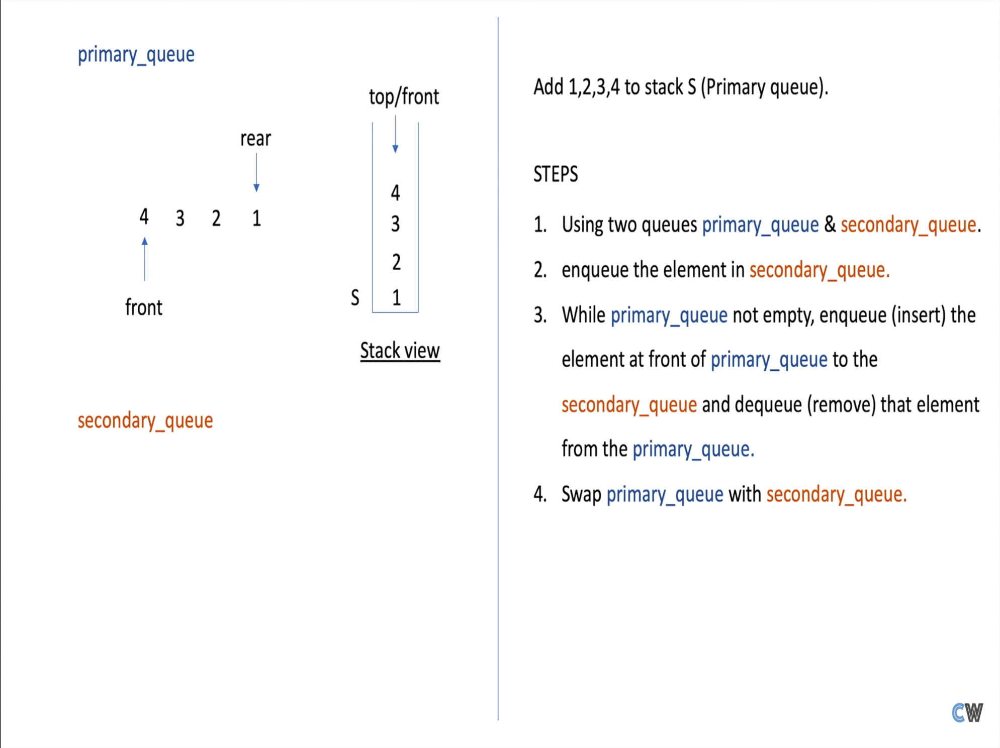 primary_queue
top/front
rear
4 3 2 1
front
4
3
2
S 1
Stack view
secondary_queue
Add 1,2,3,4 to stack S (Primary queue).
STEPS
1. Using two queues primary_queue & secondary_queue.
2. enqueue the element in secondary_queue.
3. While primary_queue not empty, enqueue (insert) the
element at front of primary_queue to the
secondary_queue and dequeue (remove) that element
from the primary_queue.
4. Swap primary_queue with secondary_queue.
CW